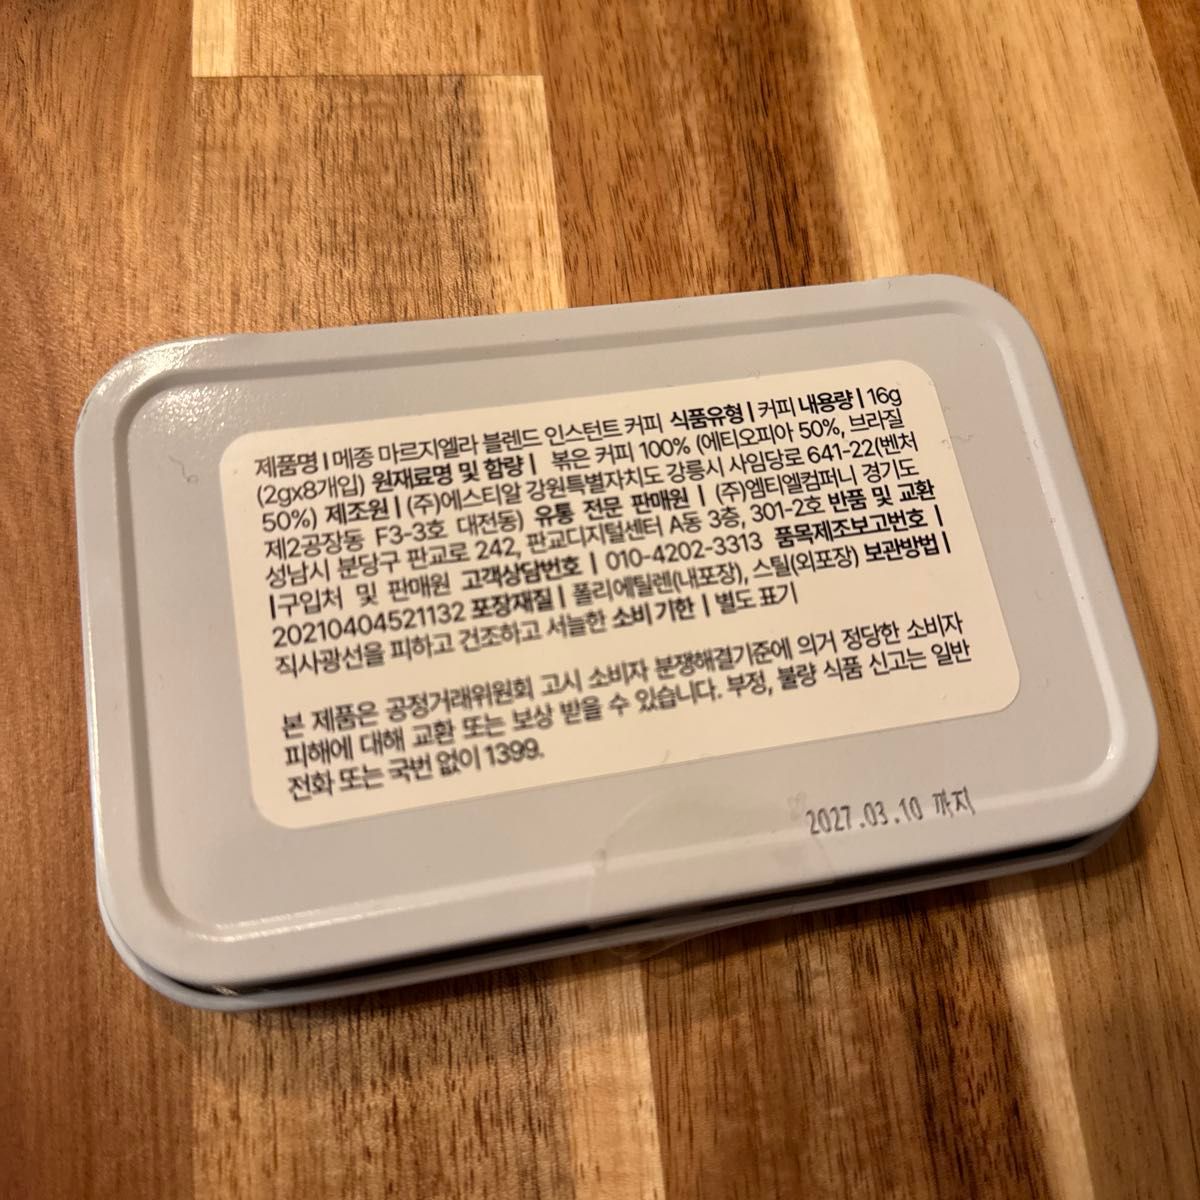 제품명 | 메종 마르지엘라 블렌드 인스턴트 커피 식품유형 | 커피 내용량 | 16g
(2gx8개입) 원재료명 및 함량 | 볶은 커피 100% (에티오피아 50%, 브라질
50%) 제조원 | (주)에스티알 강원특별자치도 강릉시 사임당로 641-22(벤처
제2공장동 F3-3호 대전동) 유통 전문 판매원 | (주)엠티엘컴퍼니 경기도
성남시 분당구 판교로 242, 판교디지털센터 A동 3층, 301-2호 반품 및 교환
|구입처 및 판매원 고객상담번호 | 010-4202-3313 품목제조보고번호 |
20210404521132 포장재질 | 폴리에틸렌(내포장), 스틸(외포장) 보관방법 |
직사광선을 피하고 건조하고 서늘한 소비 기한 | 별도 표기
본 제품은 공정거래위원회 고시 소비자 분쟁해결기준에 의거 정당한 소비자
피해에 대해 교환 또는 보상 받을 수 있습니다. 부정, 불량 식품 신고는 일반
전화 또는 국번 없이 1399.
2027.03.10 까지